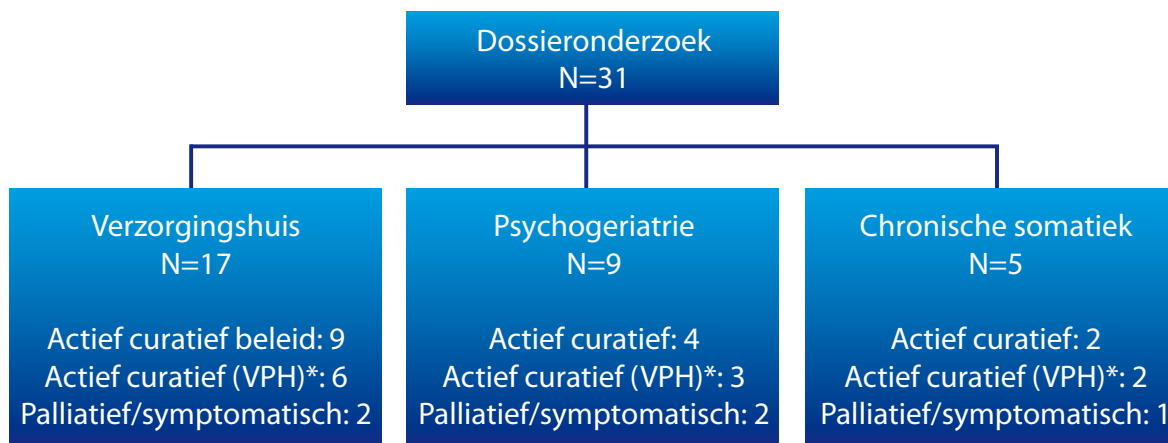 Dossieronderzoek
N=31
Verzorgingshuis
N=17
Actief curatief beleid: 9
Actief curatief (VPH)*: 6
Palliatief/symptomatisch: 2
Psychogeriatrie
N=9
Actief curatief: 4
Actief curatief (VPH)*: 3
Palliatief/symptomatisch: 2
Chronische somatiek
N=5
Actief curatief: 2
Actief curatief (VPH)*: 2
Palliatief/symptomatisch: 1